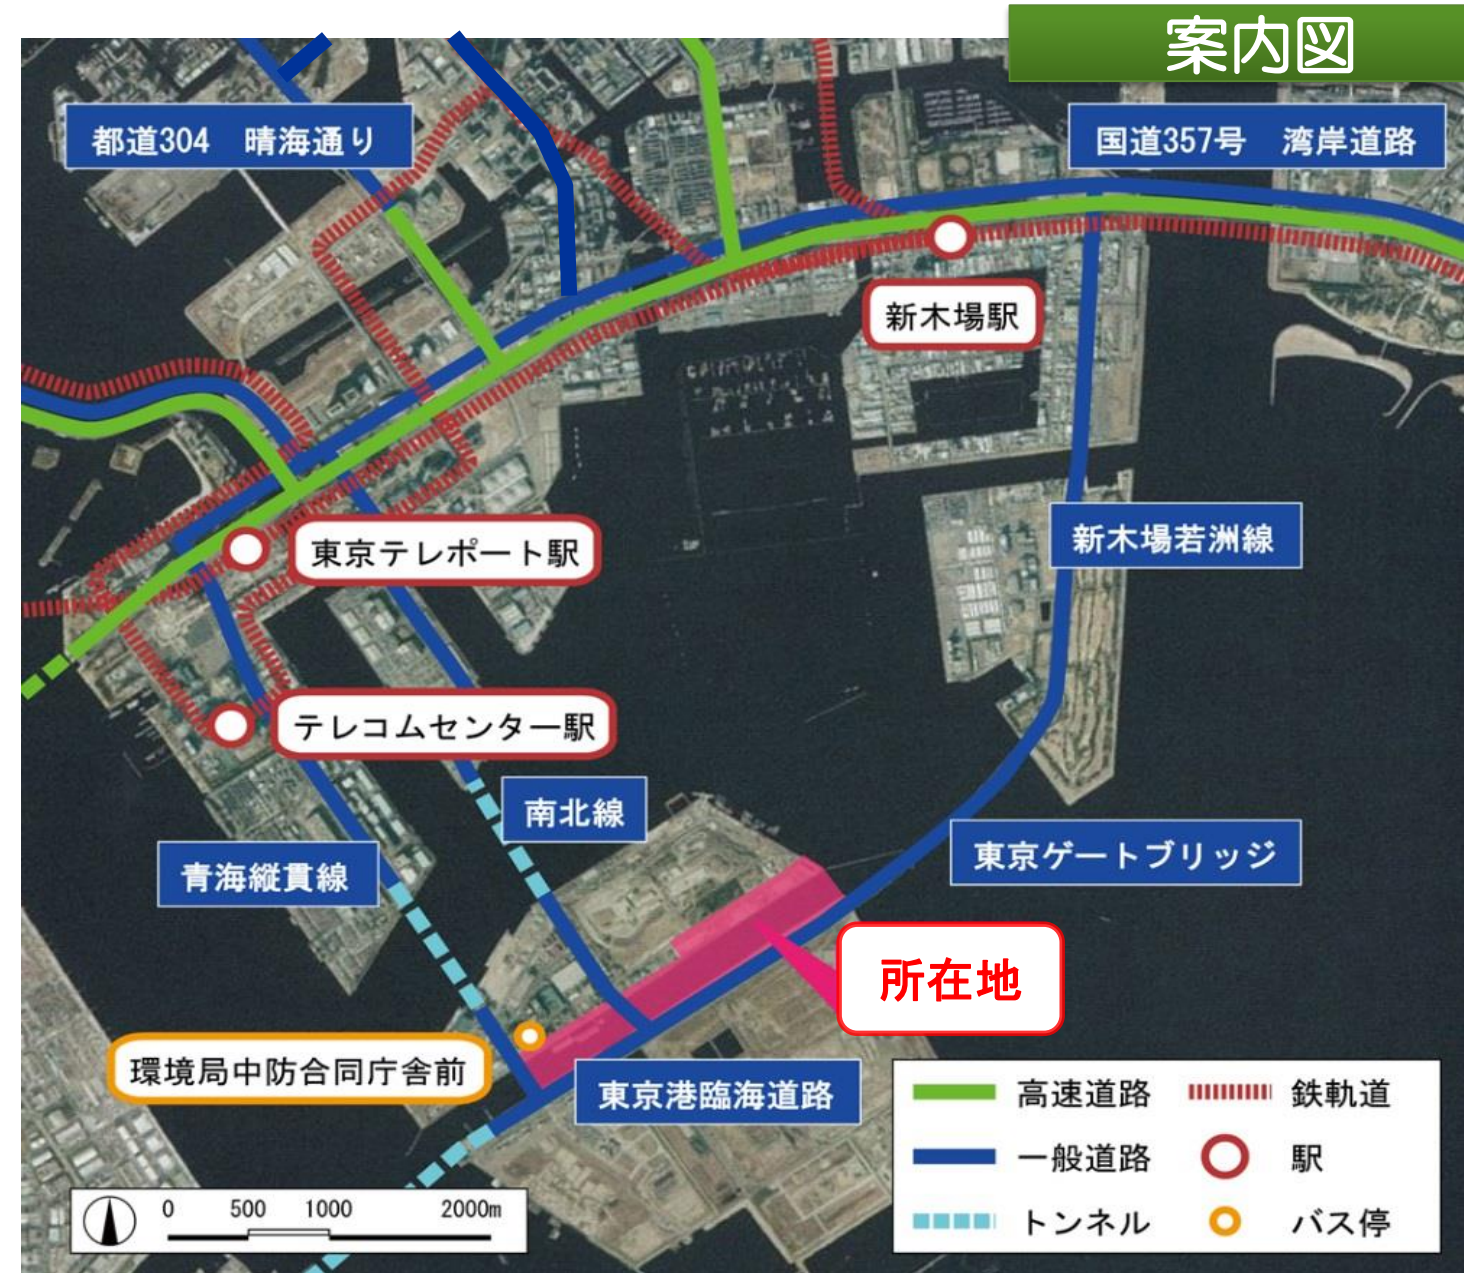 案内図
都道304　晴海通り
国道357号　湾岸道路
新木場駅
東京テレポート駅
新木場若洲線
テレコムセンター駅
南北線
青海縦貫線
東京ゲートブリッジ
所在地
環境局中防合同庁舎前
東京港臨海道路
高速道路
鉄軌道
一般道路
駅
トンネル
バス停
0 500 1000 2000m